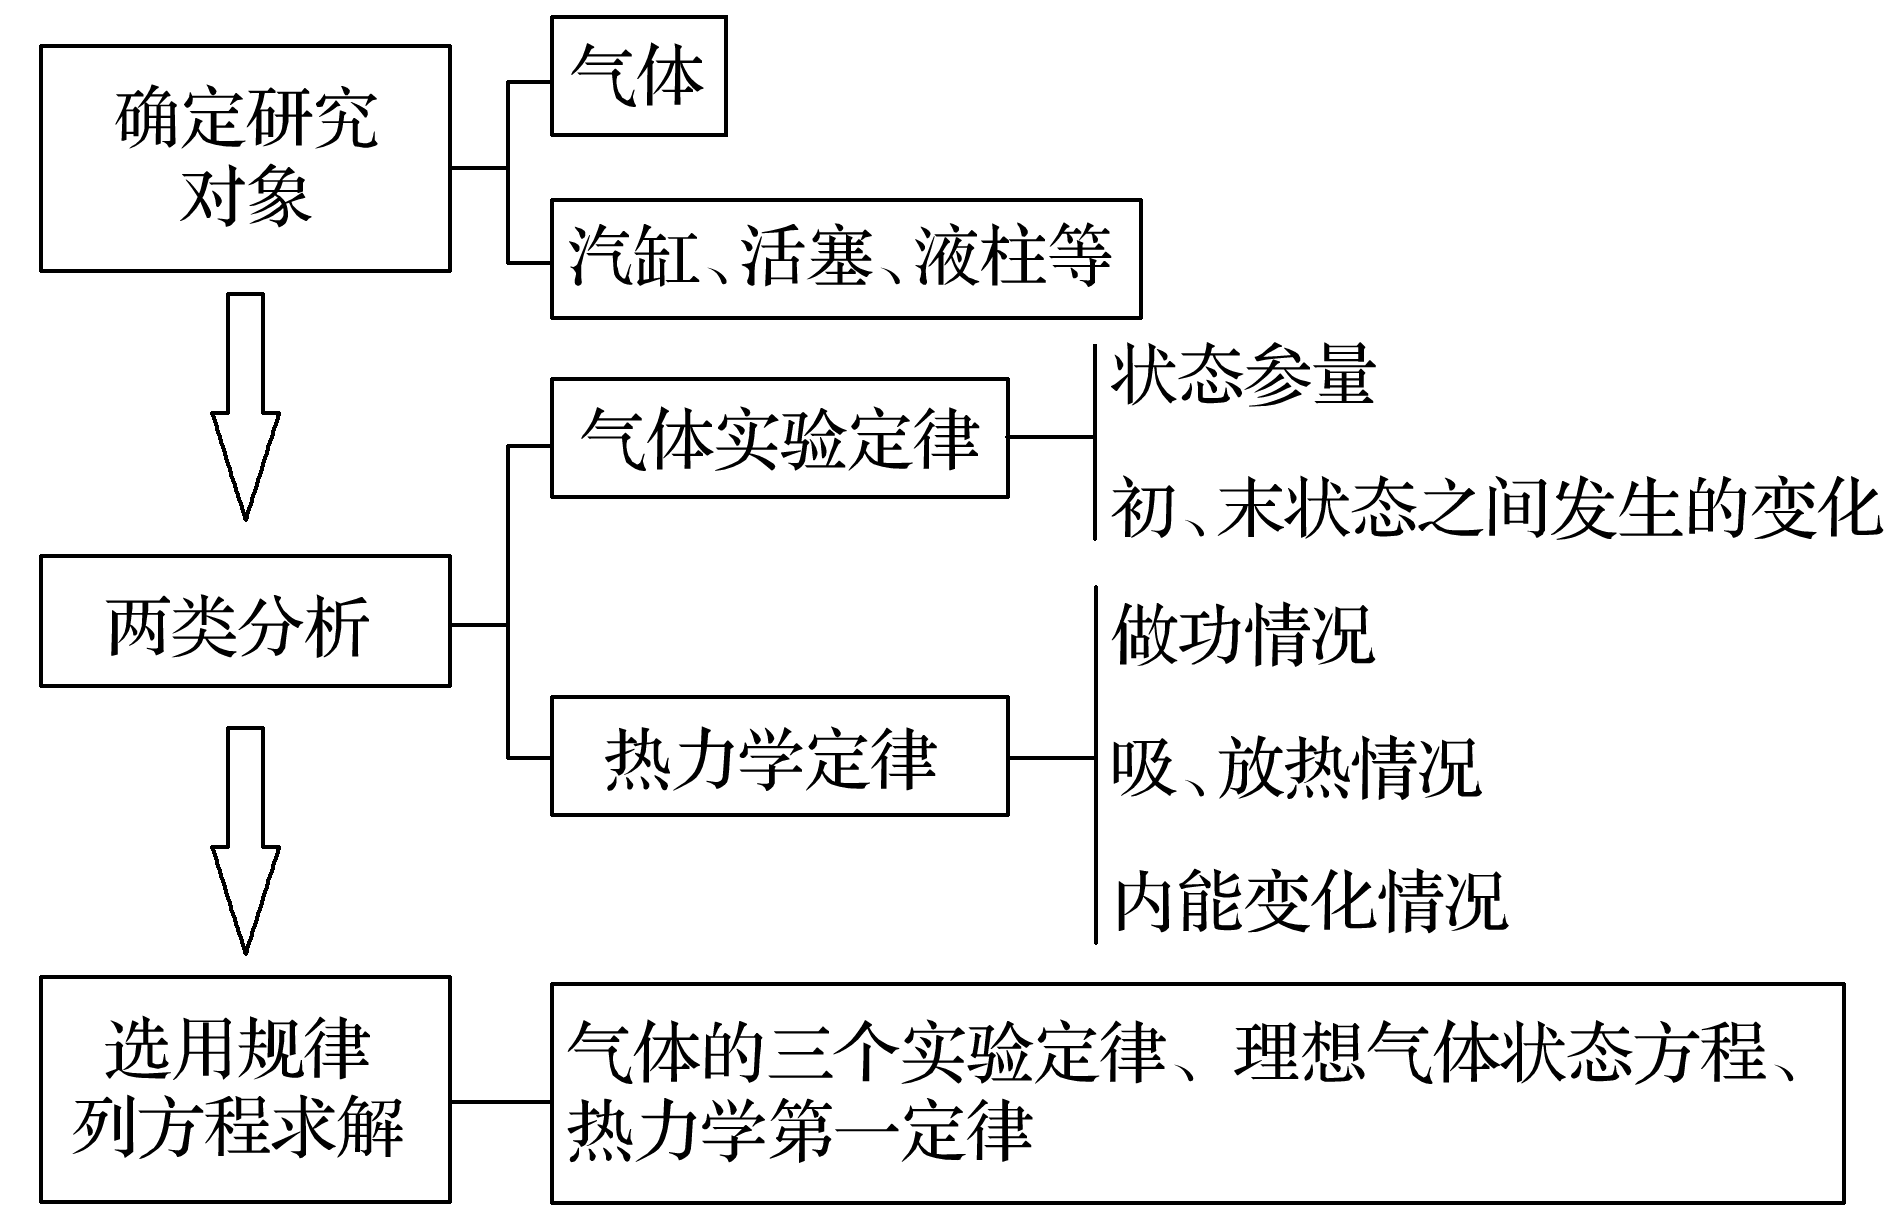 确定研究
对象
气体
汽缸、活塞、液柱等
两类分析
气体实验定律
状态参量
初、末状态之间发生的变化
热力学定律
做功情况
吸、放热情况
内能变化情况
选用规律
列方程求解
气体的三个实验定律、理想气体状态方程、
热力学第一定律